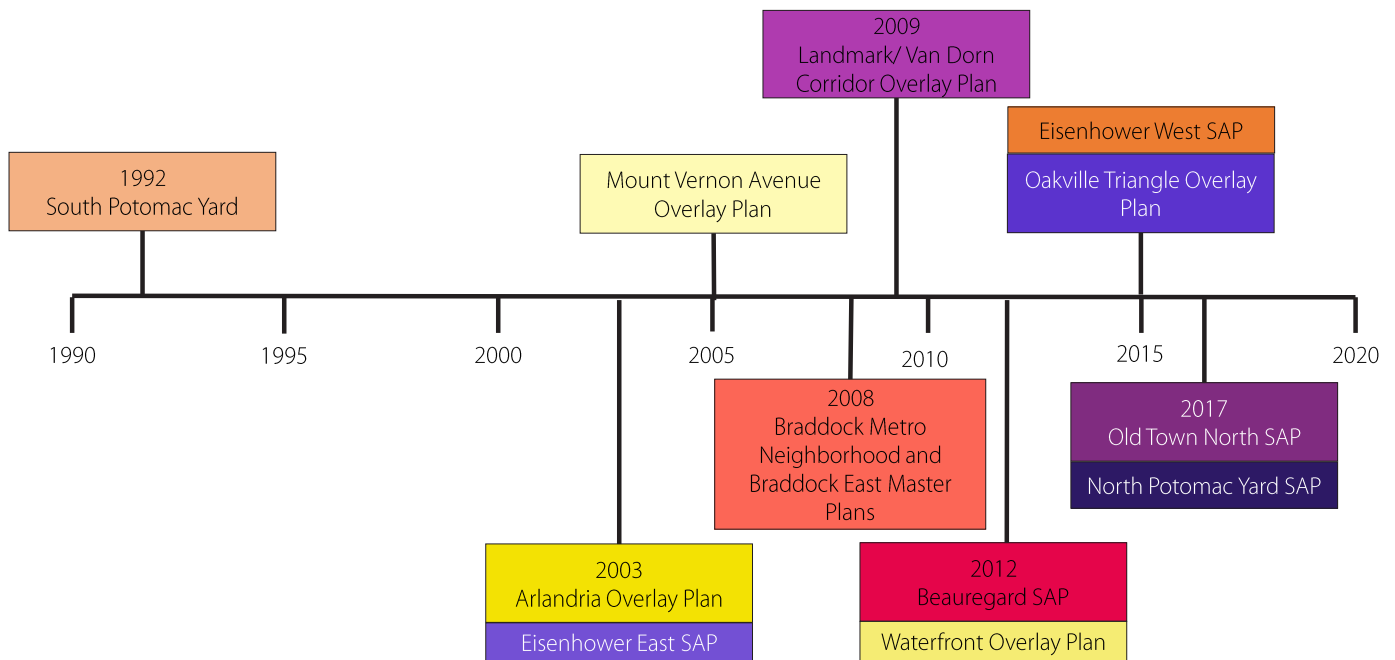 2009
Landmark/ Van Dorn
Corridor Overlay Plan
Eisenhower West SAP
Oakville Triangle Overlay
Plan
1992
South Potomac Yard
Mount Vernon Avenue
Overlay Plan
1990
1995
2000
2005
2010
2015
2020
2008
Braddock Metro
Neighborhood and
Braddock East Master
Plans
2017
Old Town North SAP
North Potomac Yard SAP
2003
Arlandria Overlay Plan
Eisenhower East SAP
2012
Beauregard SAP
Waterfront Overlay Plan